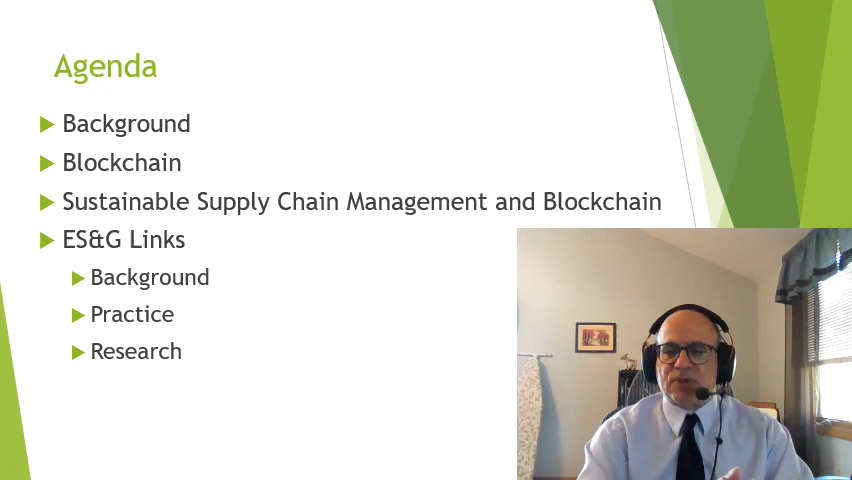 Agenda
Background
Blockchain
Sustainable Supply Chain Management and Blockchain
ES&G Links
Background
Practice
Research